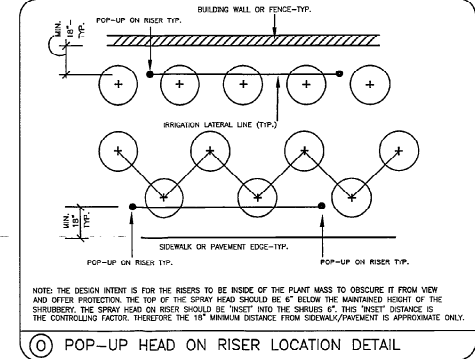 BUILDING WALL OR FENCE-TYP.
POP-UP ON RISER TYP.
MIN.
18"-
TYP.
IRRIGATION LATERAL LINE (TYP.)
MIN.
18"
TYP.
SIDEWALK OR PAVEMENT EDGE-TYP.
POP-UP ON RISER TYP.
POP-UP ON RISER TYP.
NOTE: THE DESIGN INTENT IS FOR THE RISERS TO BE INSIDE OF THE PLANT MASS TO OBSCURE IT FROM VIEW
AND OFFER PROTECTION. THE TOP OF THE SPRAY HEAD SHOULD BE 6" BELOW THE MAINTAINED HEIGHT OF THE
SHRUBBERY. THE SPRAY HEAD ON RISER SHOULD BE 'INSET' INTO THE SHRUBS 6". THIS 'INSET' DISTANCE IS
THE CONTROLLING FACTOR. THEREFORE THE 18" MINIMUM DISTANCE FROM SIDEWALK/PAVEMENT IS APPROXIMATE ONLY.
O POP-UP HEAD ON RISER LOCATION DETAIL